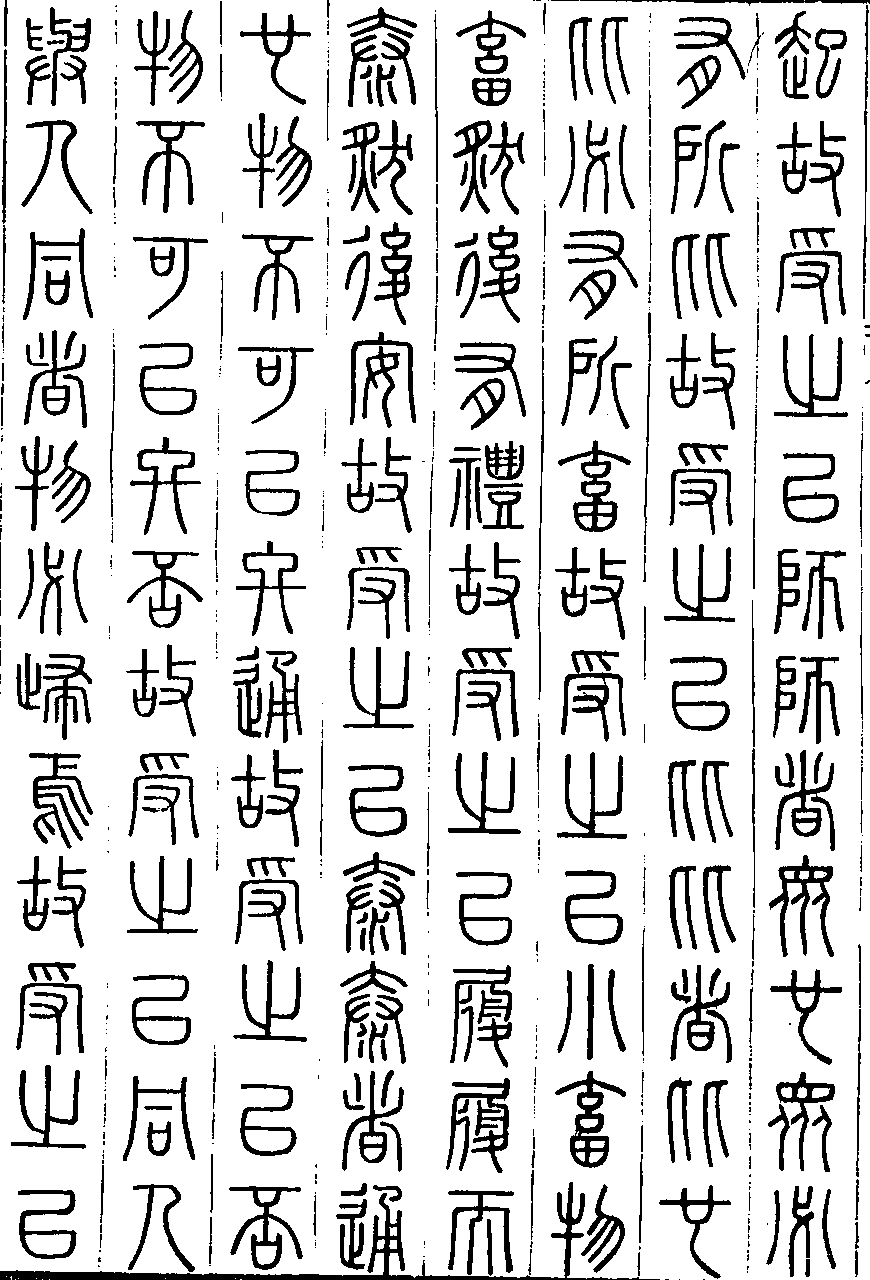 起故受之以師師者衆也衆必
有所比故受之以比比者比也
比必有所畜故受之以小畜物
畜然後有禮故受之以履履而
泰然後安故受之以泰泰者通
也物不可以終通故受之以否
物不可以終否故受之以同人
與人同者物必歸焉故受之以